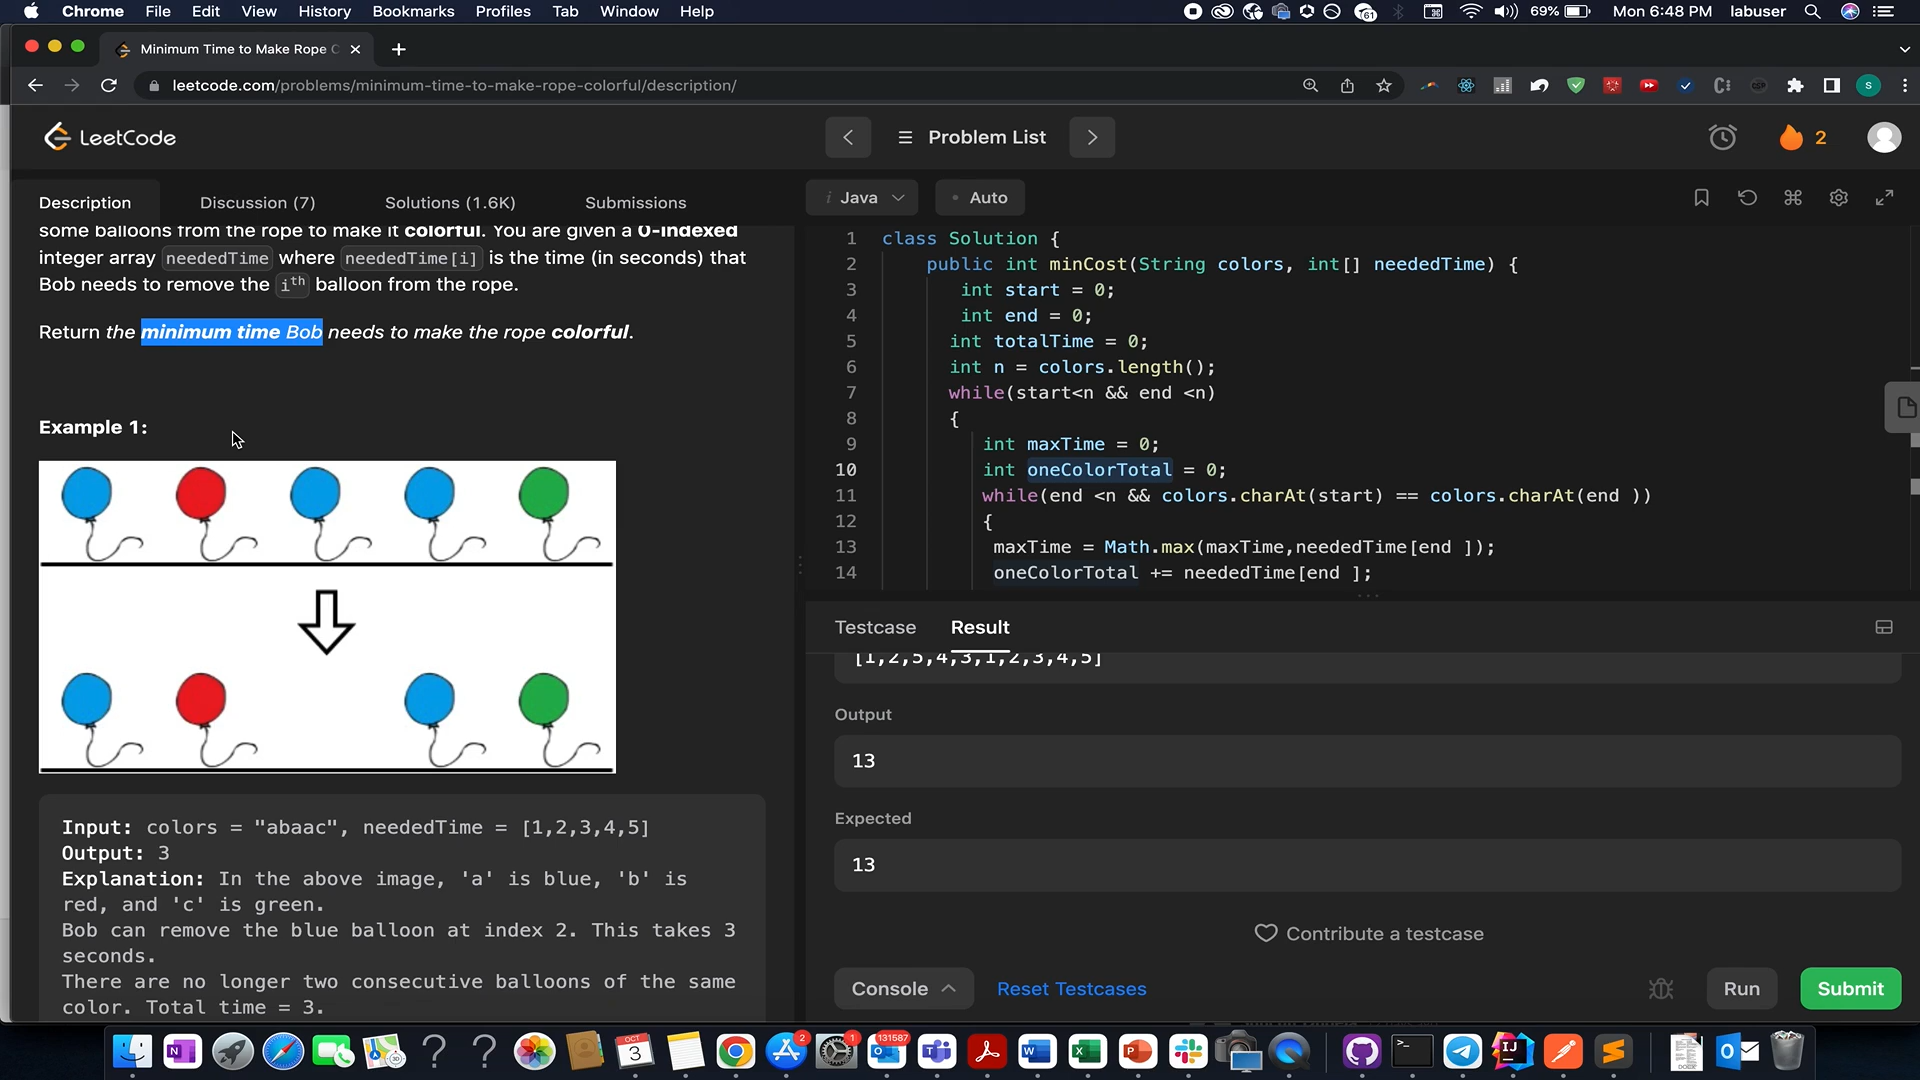 Chrome File Edit View History Bookmarks Profiles Tab Window Help
61 69% Mon 6:48 PM labuser
Minimum Time to Make Rope C
leetcode.com/problems/minimum-time-to-make-rope-colorful/description/
S
LeetCode
Problem List
2
Description Discussion (7) Solutions (1.6K) Submissions
some balloons from the rope to make it colorful. You are given a 0-indexed
integer array neededTime where neededTime[i] is the time (in seconds) that
Bob needs to remove the ith balloon from the rope.
Return the minimum time Bob needs to make the rope colorful.
Example 1:
Input: colors = "abaac", neededTime = [1,2,3,4,5]
Output: 3
Explanation: In the above image, 'a' is blue, 'b' is
red, and 'c' is green.
Bob can remove the blue balloon at index 2. This takes 3
seconds.
There are no longer two consecutive balloons of the same
color. Total time = 3.
i Java Auto
1 class Solution {
2 public int minCost(String colors, int[] neededTime) {
3 int start = 0;
4 int end = 0;
5 int totalTime = 0;
6 int n = colors.length();
7 while(start<n && end <n)
8 {
9 int maxTime = 0;
10 int oneColorTotal = 0;
11 while(end <n && colors.charAt(start) == colors.charAt(end ))
12 {
13 maxTime = Math.max(maxTime,neededTime[end ]);
14 oneColorTotal += neededTime[end ];
Testcase Result
[1,2,5,4,3,1,2,3,4,5]
Output
13
Expected
13
Contribute a testcase
Console Reset Testcases Run Submit
OCT
3
2
1
131587